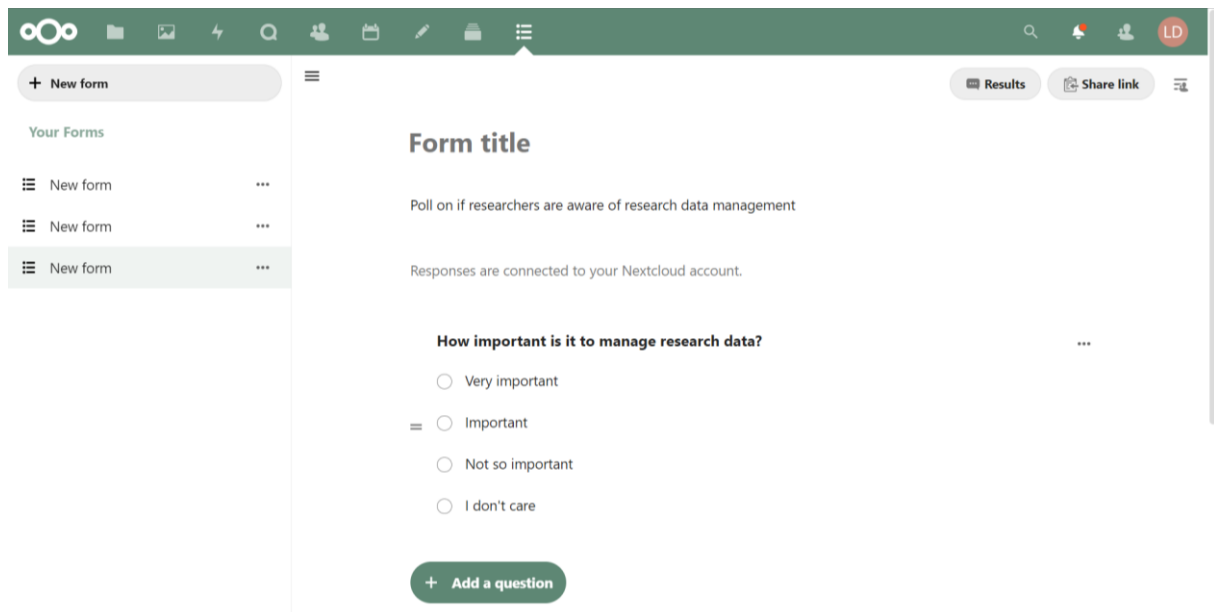 LD
+ New form
Results
Share link
Your Forms
Form title
New form
Poll on if researchers are aware of research data management
New form
New form
Responses are connected to your Nextcloud account.
How important is it to manage research data?
Very important
Important
Not so important
I don't care
+ Add a question